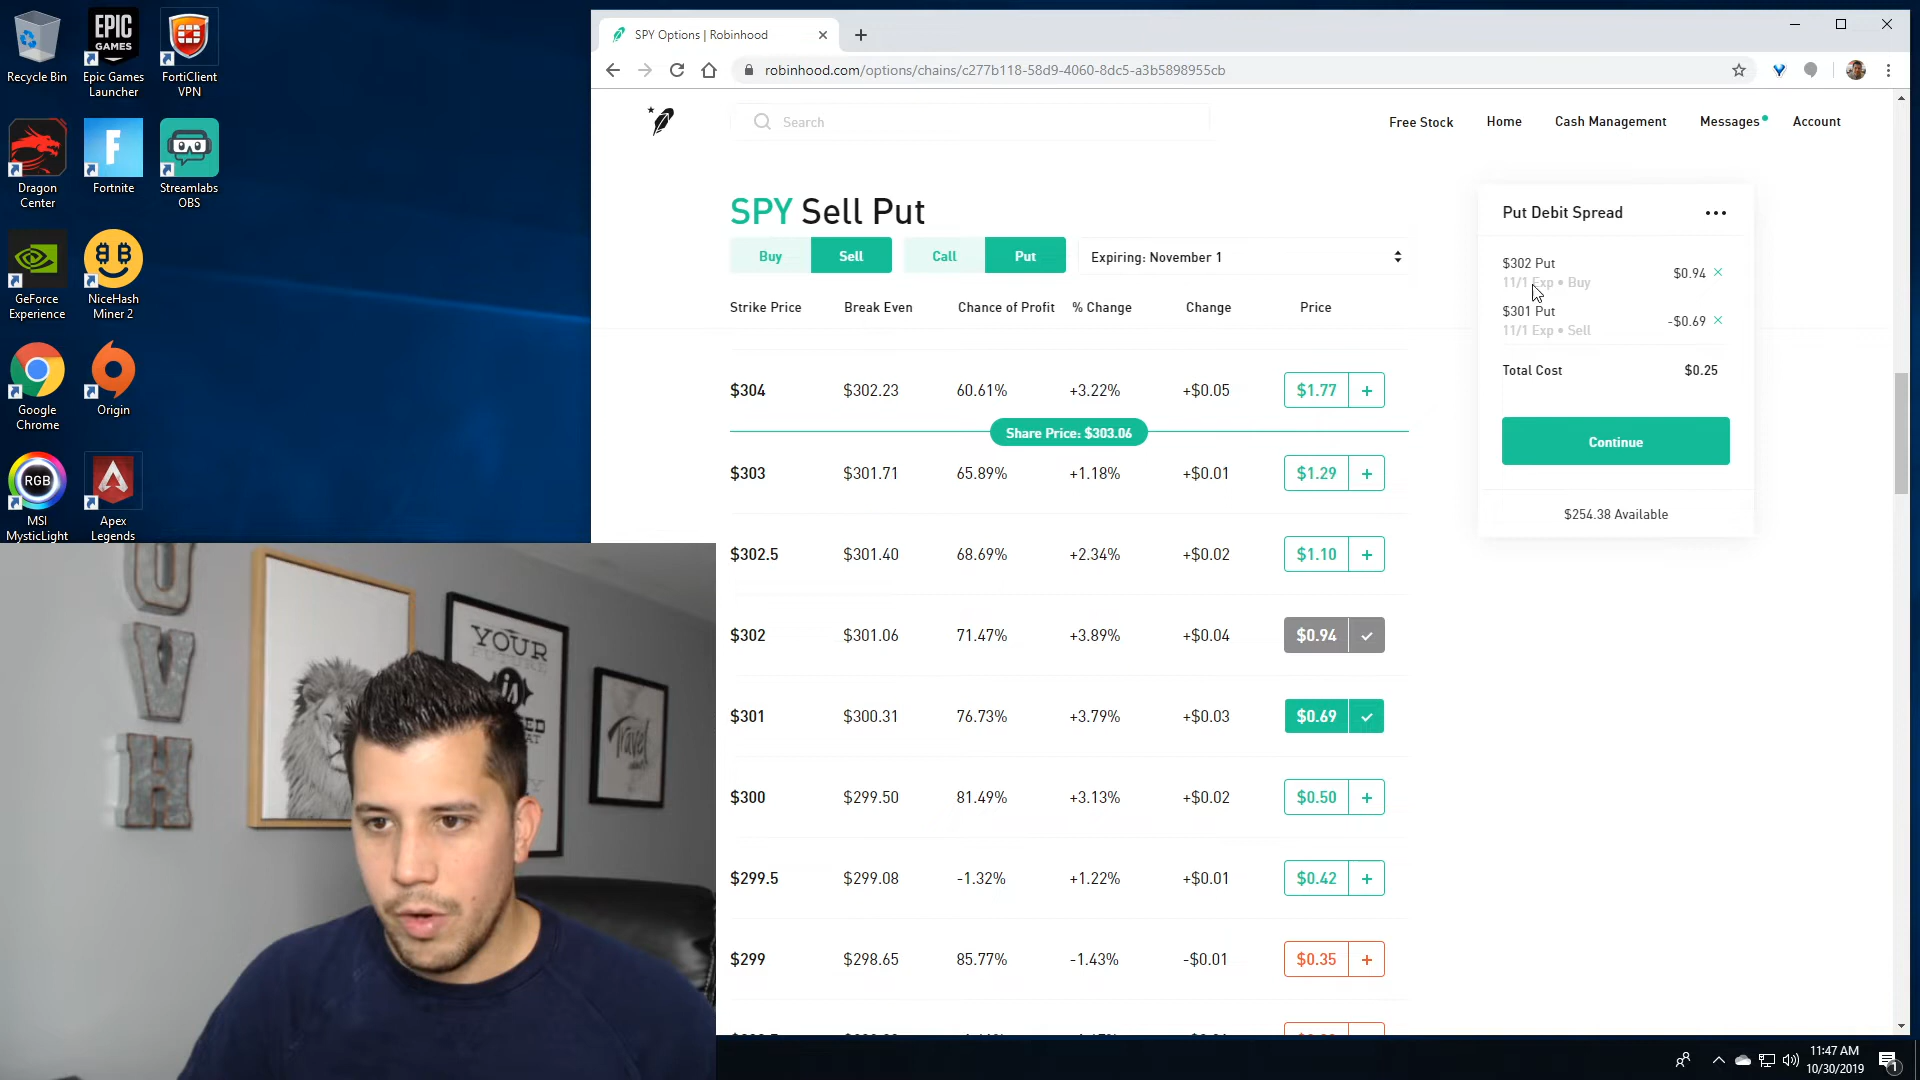 Recycle Bin
Epic Games
Launcher
EPIC
GAMES
FortiClient
VPN
Dragon
Center
Fortnite
F
Streamlabs
OBS
GeForce
Experience
NiceHash
Miner 2
Google
Chrome
Origin
RGB
MSI
MysticLight
Apex
Legends
SPY Options | Robinhood
robinhood.com/options/chains/c277b118-58d9-4060-8dc5-a3b5898955cb
Search
Free Stock
Home
Cash Management
Messages
Account
SPY Sell Put
Buy Sell Call Put Expiring: November 1
Strike Price Break Even Chance of Profit % Change Change Price
$304 $302.23 60.61% +3.22% +$0.05 $1.77 +
Share Price: $303.06
$303 $301.71 65.89% +1.18% +$0.01 $1.29 +
$302.5 $301.40 68.69% +2.34% +$0.02 $1.10 +
$302 $301.06 71.47% +3.89% +$0.04 $0.94
$301 $300.31 76.73% +3.79% +$0.03 $0.69
$300 $299.50 81.49% +3.13% +$0.02 $0.50 +
$299.5 $299.08 -1.32% +1.22% +$0.01 $0.42 +
$299 $298.65 85.77% -1.43% -$0.01 $0.35 +
Put Debit Spread
$302 Put
11/1 Exp • Buy
$0.94
$301 Put
11/1 Exp • Sell
-$0.69
Total Cost $0.25
Continue
$254.38 Available
YOUR
FUTURE
is
Travel
U
V
H
11:47 AM
10/30/2019
1